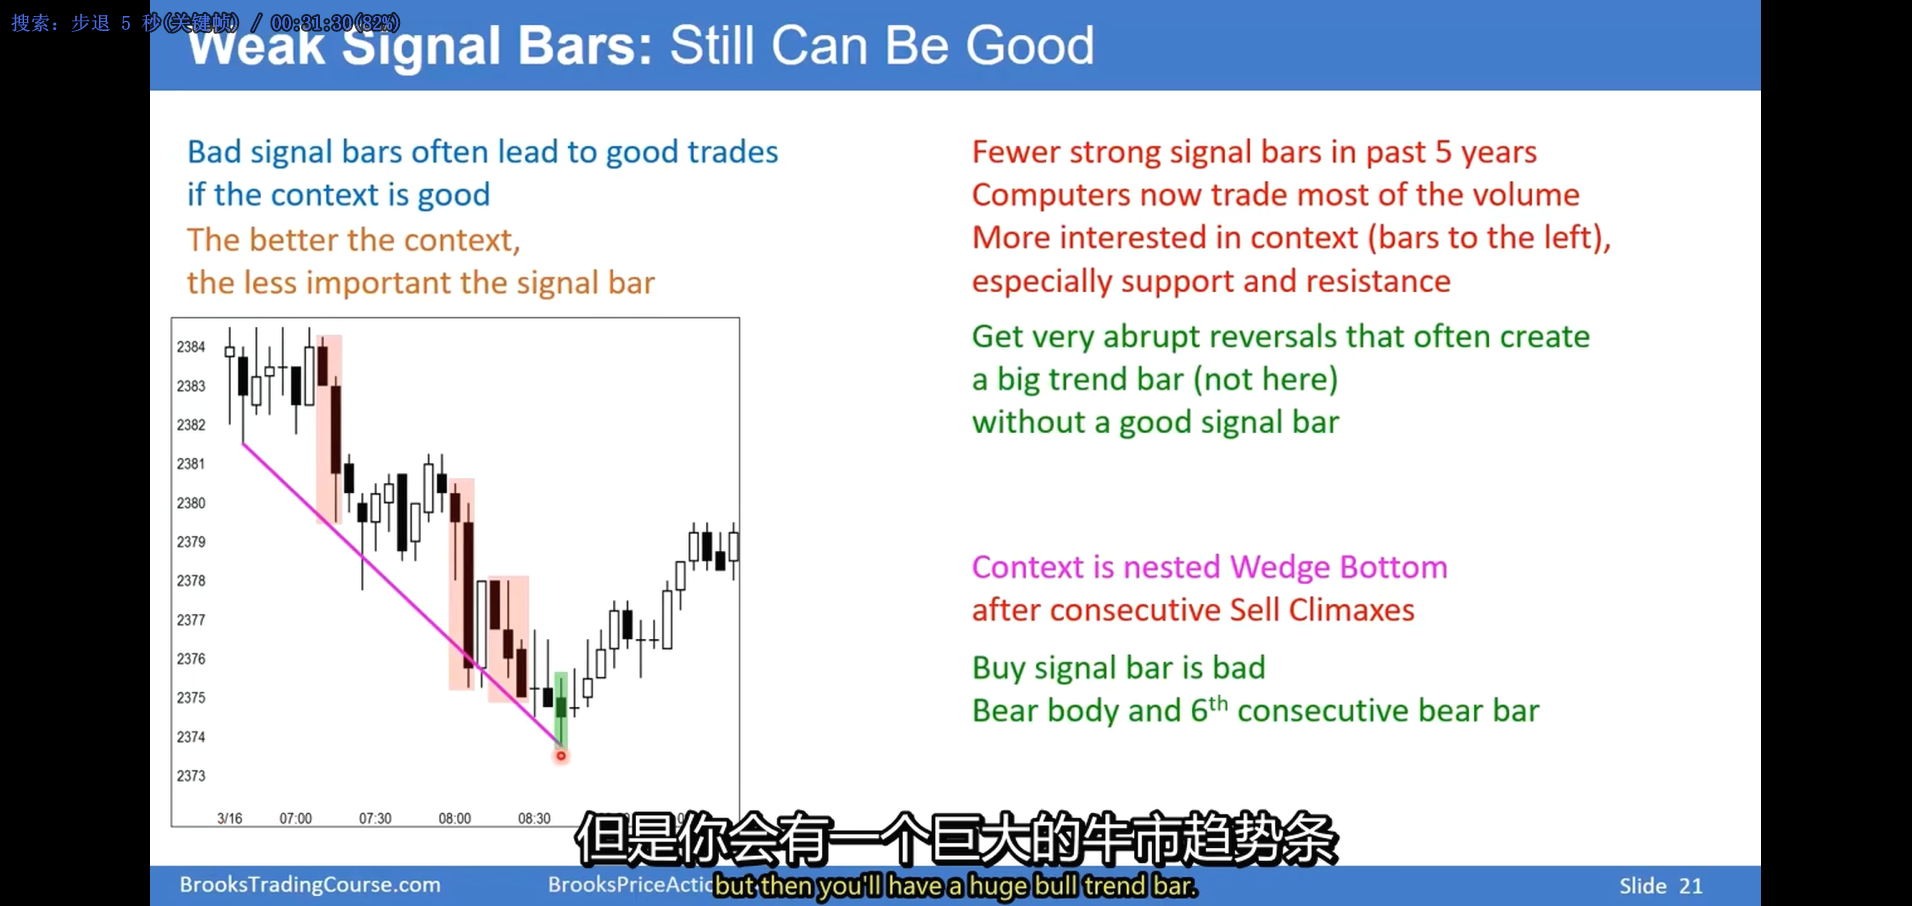 搜索: 步退 5 秒(关键帧) / 00:31:30(82%)
Weak Signal Bars: Still Can Be Good
Bad signal bars often lead to good trades
if the context is good
The better the context,
the less important the signal bar
Fewer strong signal bars in past 5 years
Computers now trade most of the volume
More interested in context (bars to the left),
especially support and resistance
Get very abrupt reversals that often create
a big trend bar (not here)
without a good signal bar
Context is nested Wedge Bottom
after consecutive Sell Climaxes
Buy signal bar is bad
Bear body and 6th consecutive bear bar
2384
2383
2382
2381
2380
2379
2378
2377
2376
2375
2374
2373
3/16 07:00 07:30 08:00 08:30
但是你会有一个巨大的牛市趋势条
but then you'll have a huge bull trend bar.
BrooksTradingCourse.com
Slide 21